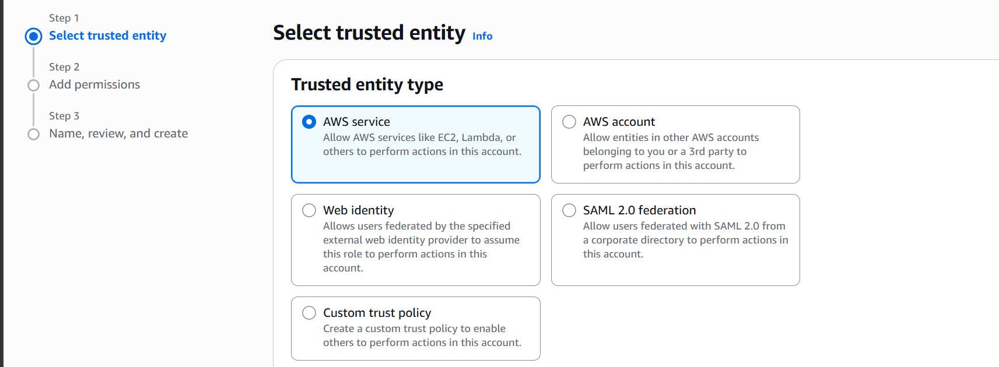 Step 1
Select trusted entity
Step 2
Add permissions
Step 3
Name, review, and create
Select trusted entity Info
Trusted entity type
AWS service
Allow AWS services like EC2, Lambda, or
others to perform actions in this account.
AWS account
Allow entities in other AWS accounts
belonging to you or a 3rd party to
perform actions in this account.
Web identity
Allows users federated by the specified
external web identity provider to assume
this role to perform actions in this
account.
SAML 2.0 federation
Allow users federated with SAML 2.0 from
a corporate directory to perform actions in
this account.
Custom trust policy
Create a custom trust policy to enable
others to perform actions in this account.